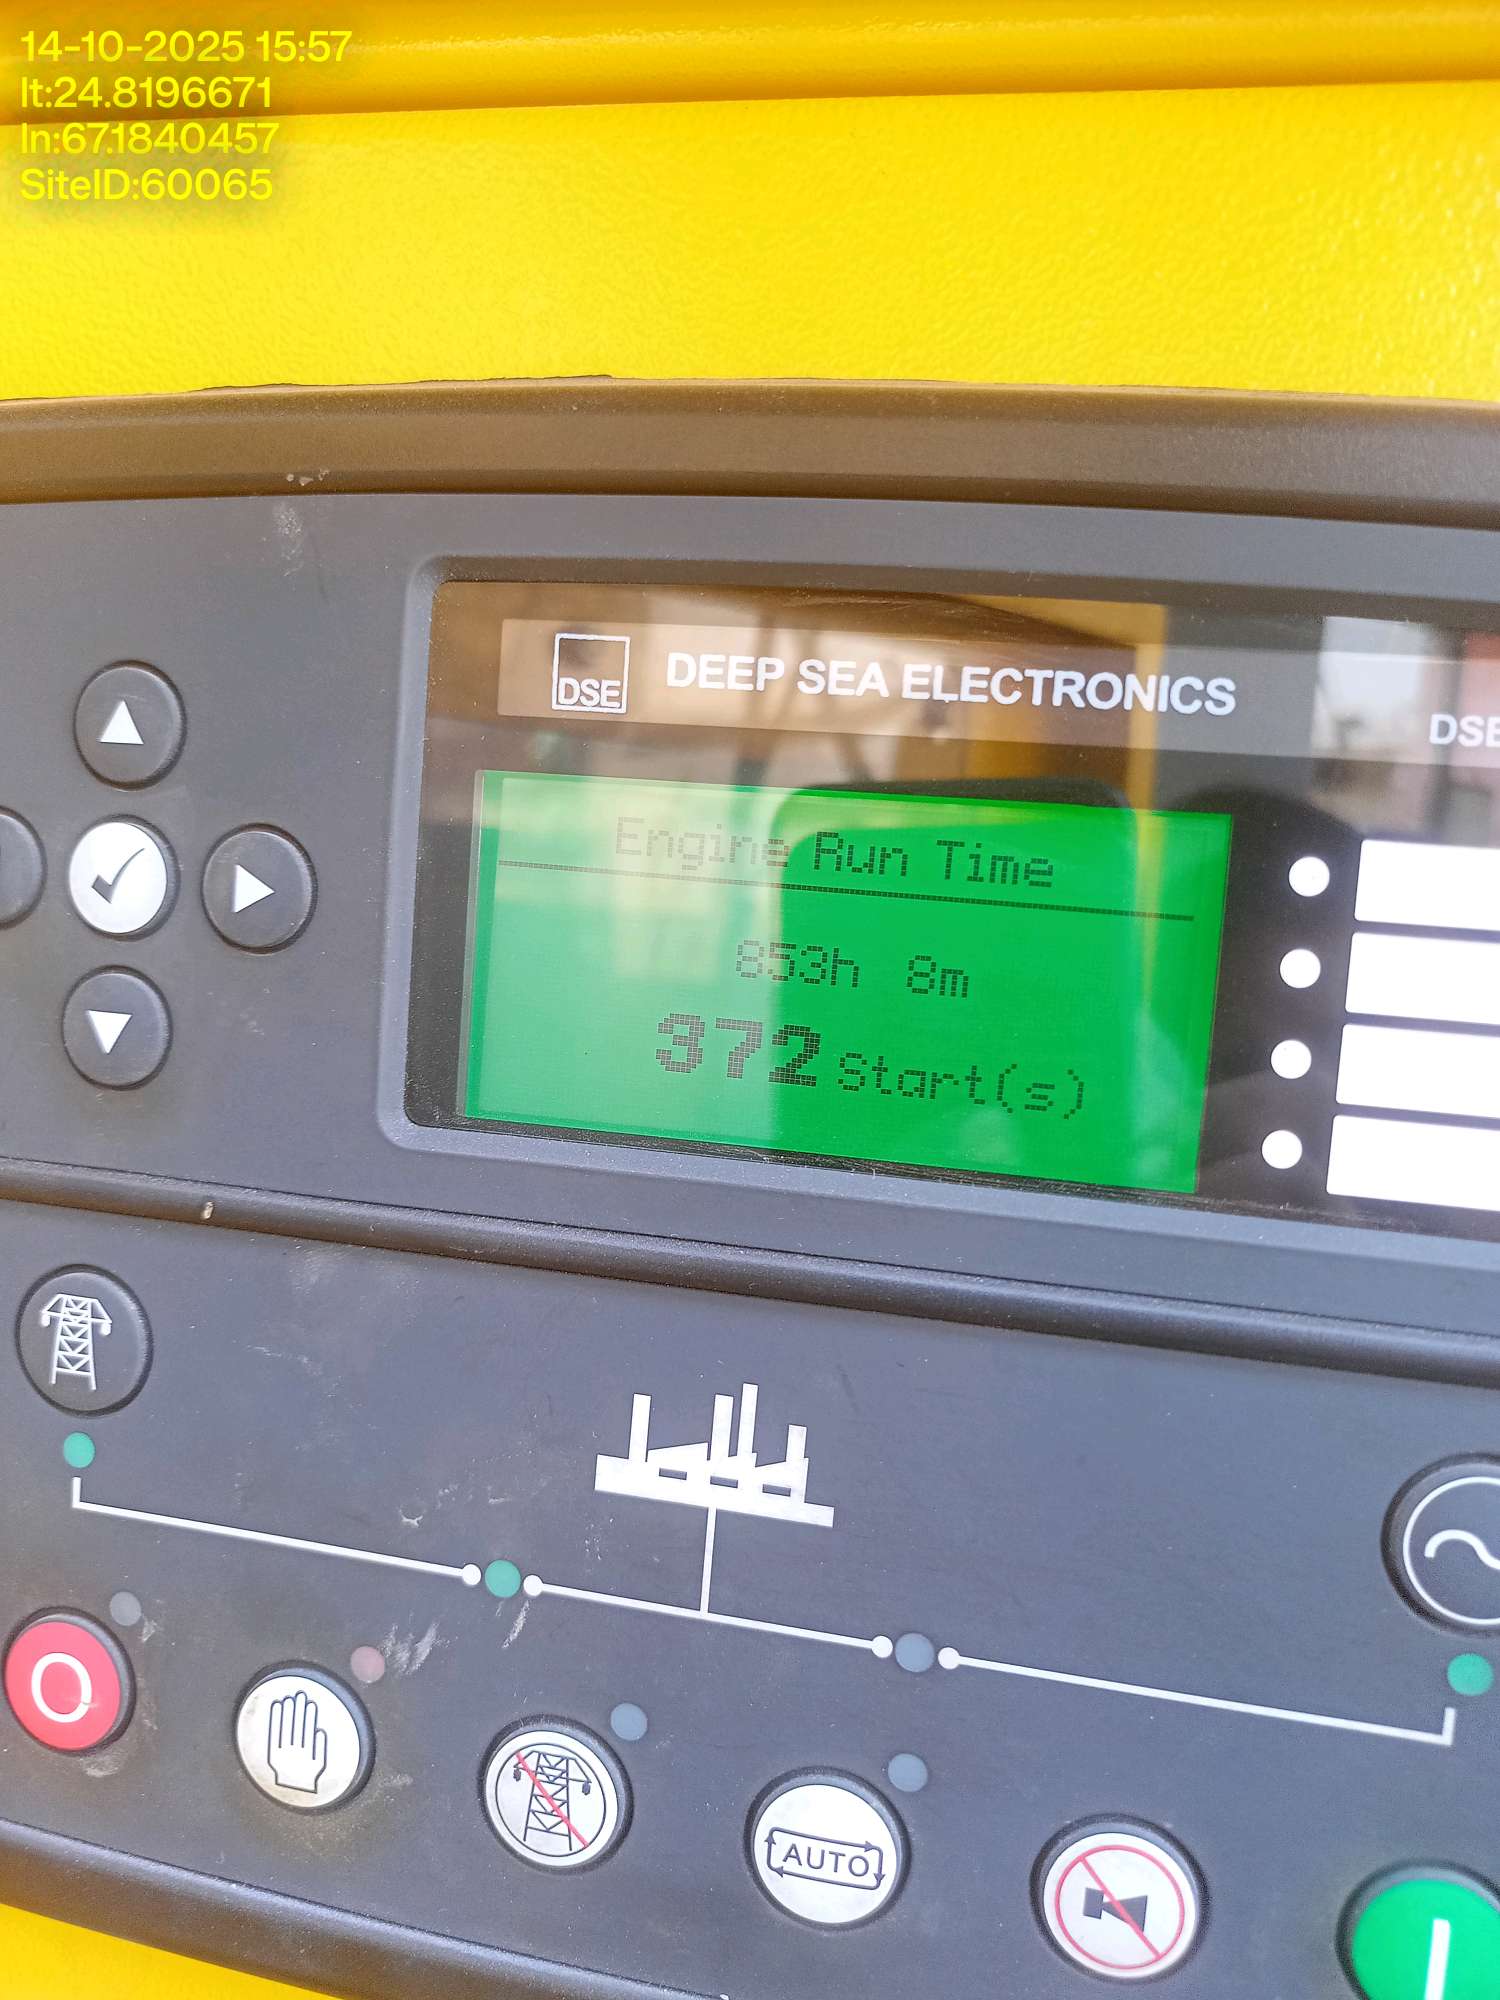 14-10-2025 15:57
lt:24.8196671
ln:67.1840457
SiteID:60065
DSE DEEP SEA ELECTRONICS
DSE
Engine Run Time
853h 8m
372 Start(s)
AUTO